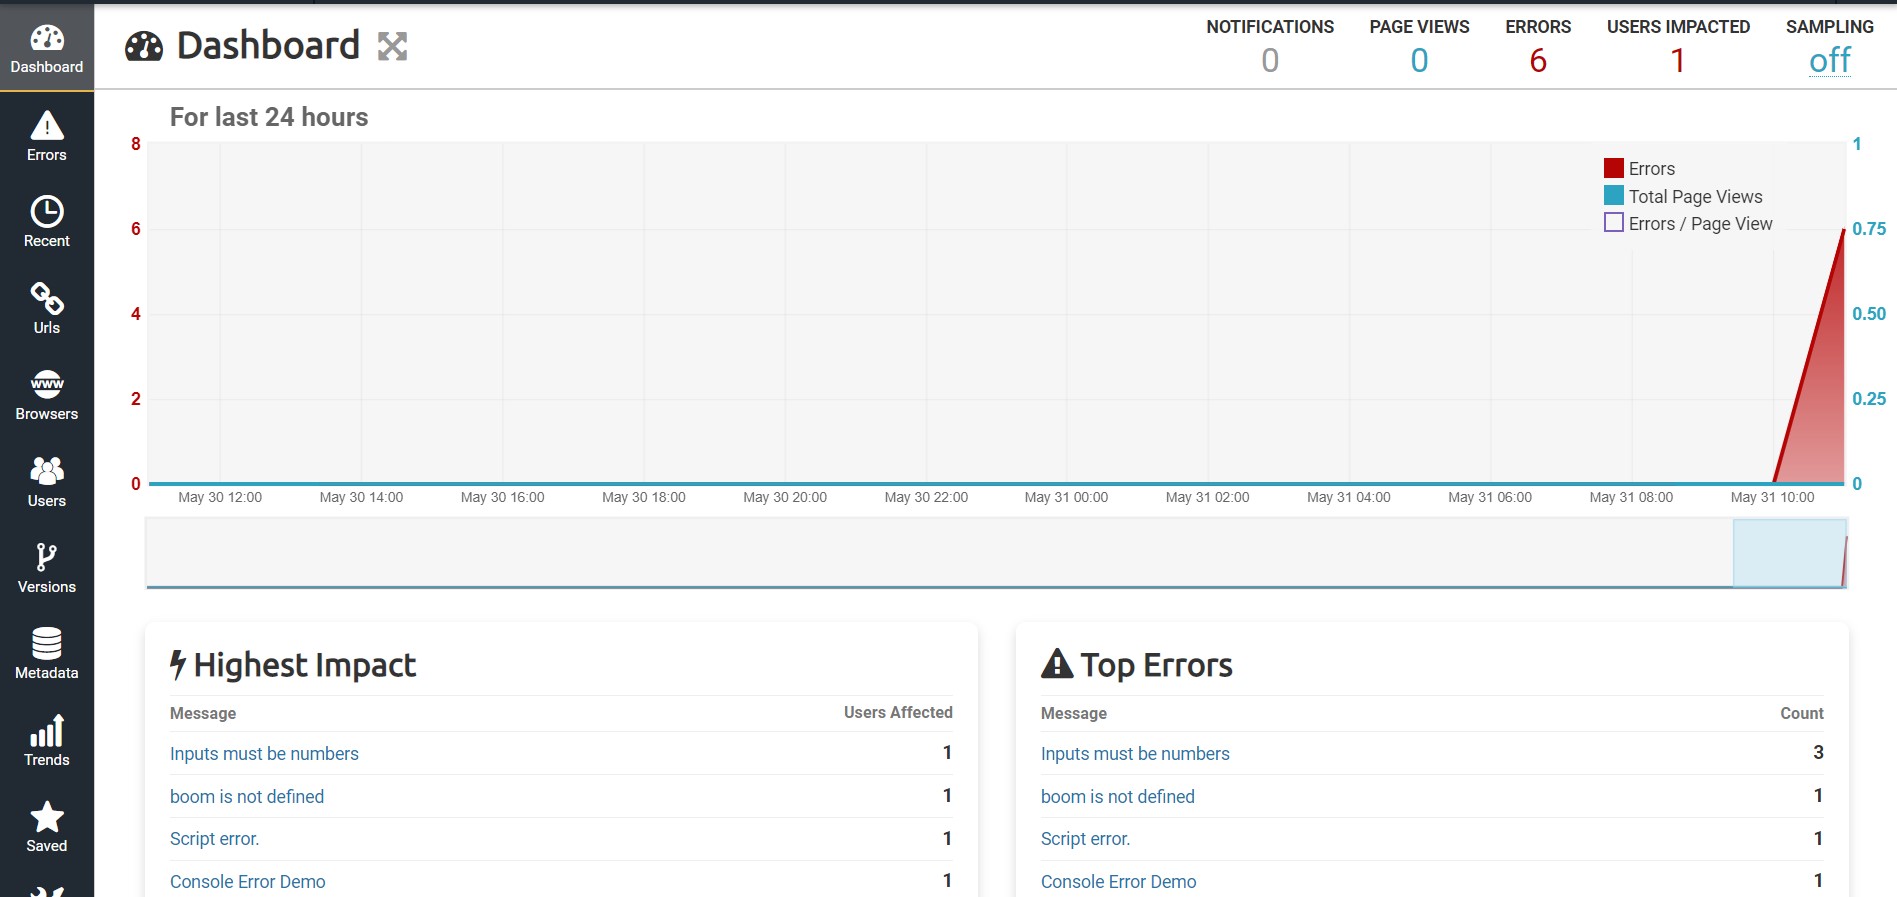 Dashboard
Errors
Recent
Urls
www
Browsers
Users
Versions
Metadata
Trends
Saved
Dashboard
NOTIFICATIONS PAGE VIEWS ERRORS USERS IMPACTED SAMPLING
0 0 6 1 off
For last 24 hours
8 1
6 0.75
4 0.50
2 0.25
0 0
Errors
Total Page Views
Errors / Page View
May 30 12:00 May 30 14:00 May 30 16:00 May 30 18:00 May 30 20:00 May 30 22:00 May 31 00:00 May 31 02:00 May 31 04:00 May 31 06:00 May 31 08:00 May 31 10:00
Highest Impact
Message Users Affected
Inputs must be numbers 1
boom is not defined 1
Script error. 1
Console Error Demo 1
Top Errors
Message Count
Inputs must be numbers 3
boom is not defined 1
Script error. 1
Console Error Demo 1